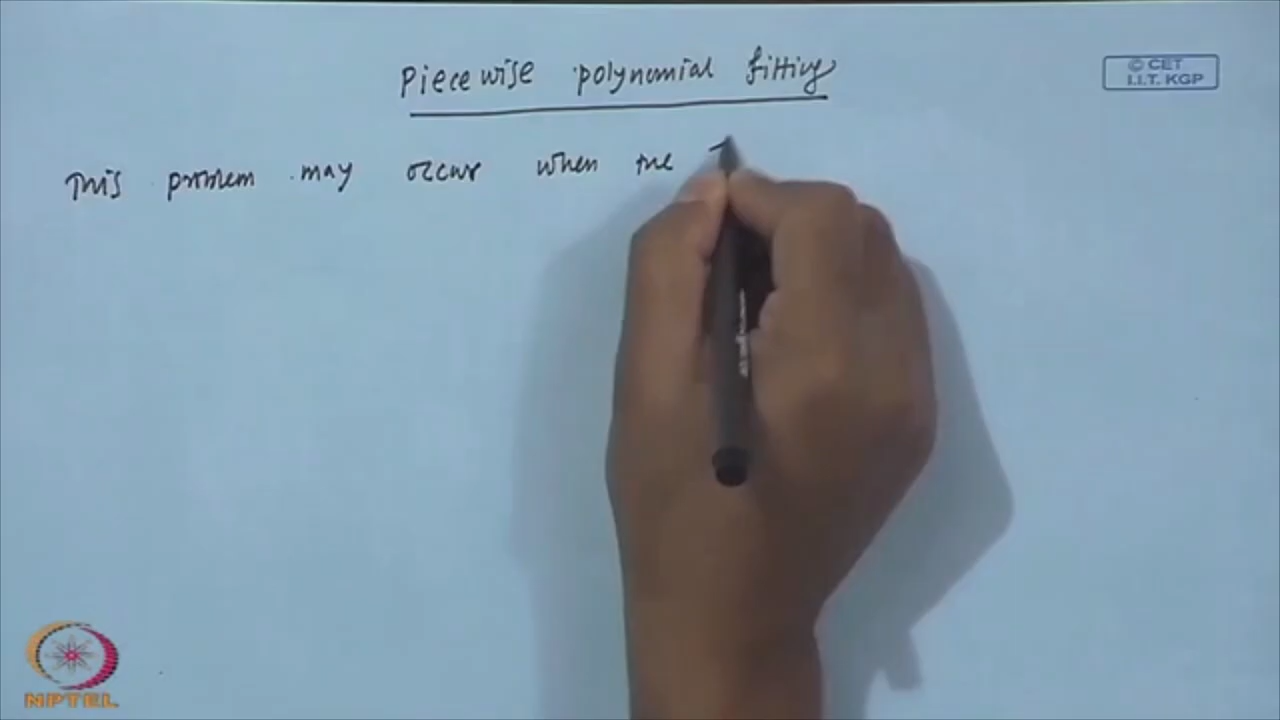 Piecewise polynomial fitting
© CET
I.I.T. KGP
This problem may occur when the
NPTEL